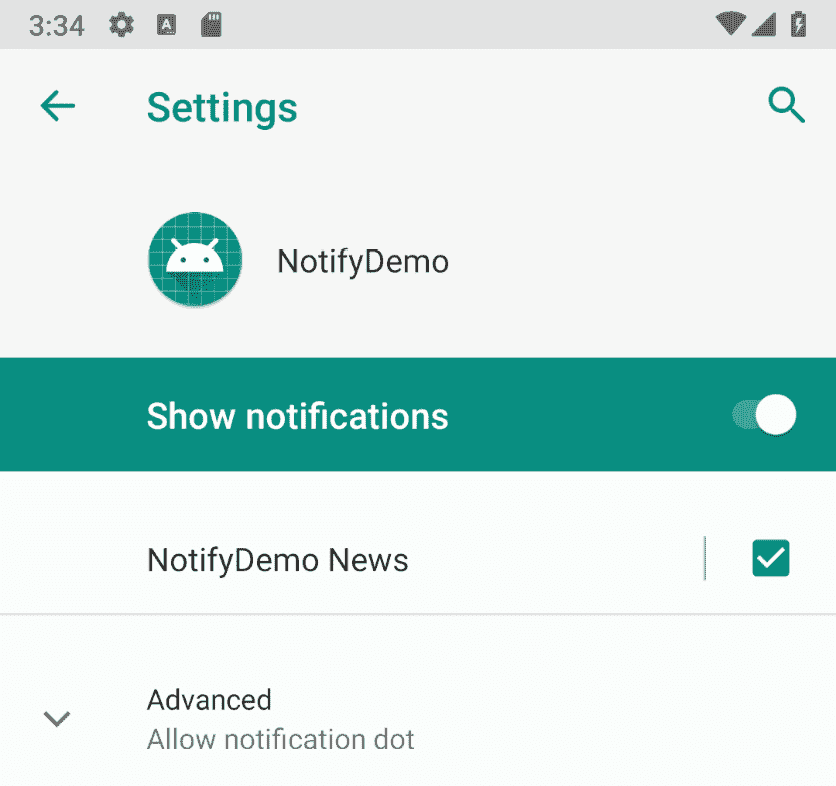 3:34 A
Settings
NotifyDemo
Show notifications
NotifyDemo News
Advanced
Allow notification dot